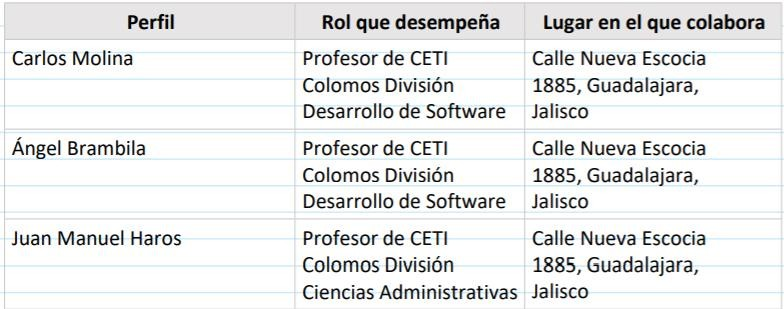 Perfil Rol que desempeña Lugar en el que colabora
Carlos Molina Profesor de CETI Calle Nueva Escocia
Colomos División 1885, Guadalajara,
Desarrollo de Software Jalisco
Ángel Brambila Profesor de CETI Calle Nueva Escocia
Colomos División 1885, Guadalajara,
Desarrollo de Software Jalisco
Juan Manuel Haros Profesor de CETI Calle Nueva Escocia
Colomos División 1885, Guadalajara,
Ciencias Administrativas Jalisco